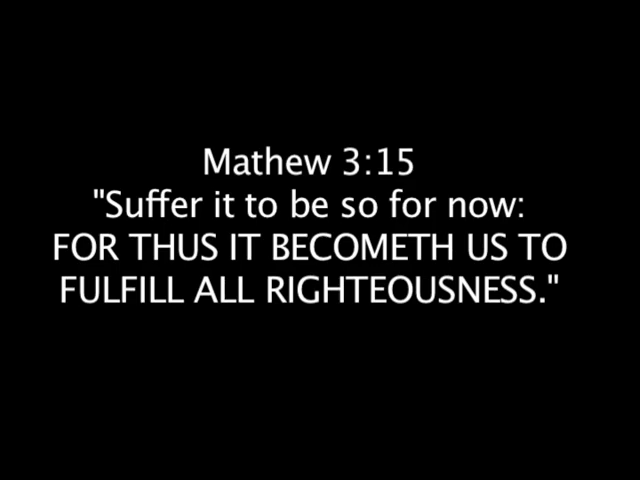 Mathew 3:15
"Suffer it to be so for now:
FOR THUS IT BECOMETH US TO
FULFILL ALL RIGHTEOUSNESS."